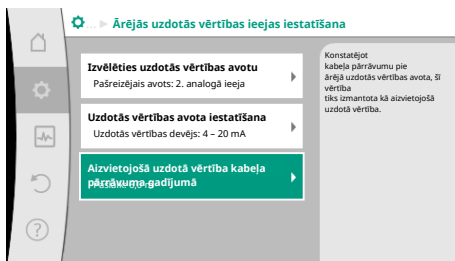 ... ► Ārējās uzdotās vērtības ieejas iestatīšana
Izvēlēties uzdotās vērtības avotu
Pašreizējais avots: 2. analogā ieeja
Uzdotās vērtības avota iestatīšana
Uzdotās vērtības devējs: 4 – 20 mA
Aizvietojošā uzdotā vērtība kabeļa
pārrāvuma gadījumā
Konstatējot
kabeļa pārrāvumu pie
ārējā uzdotās vērtības avota, šī
vērtība
tiks izmantota kā aizvietojošā
uzdotā vērtība.
?